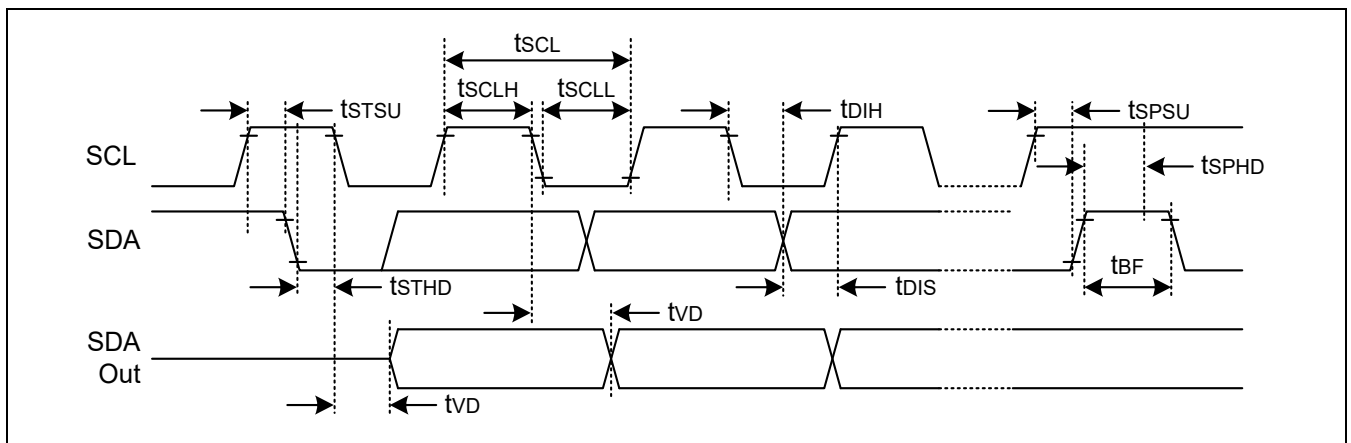 tSCL
tSCLH
tSCLL
tSTSU
tDIH
tSPSU
SCL
tSPHD
SDA
tBF
tSTHD
tDIS
tVD
SDA
Out
tVD